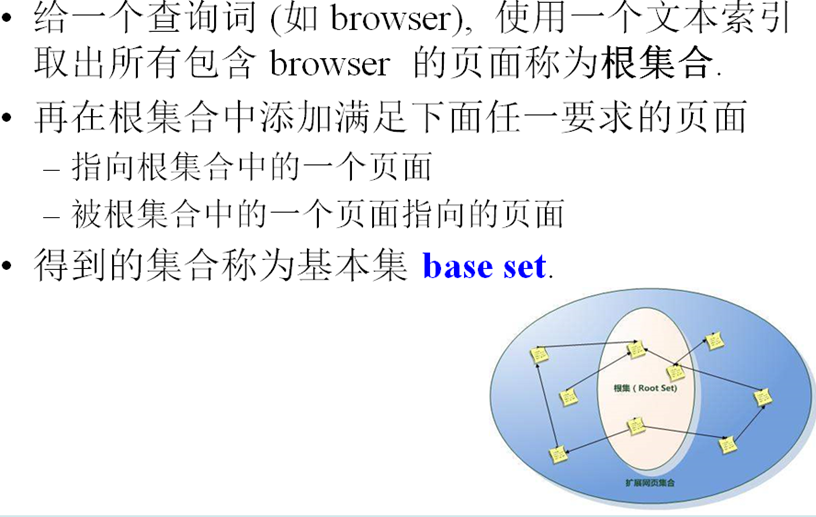 • 给一个查询词 (如 browser), 使用一个文本索引
取出所有包含 browser 的页面称为根集合.
• 再在根集合中添加满足下面任一要求的页面
– 指向根集合中的一个页面
– 被根集合中的一个页面指向的页面
• 得到的集合称为基本集 base set.
根集（Root Set）
扩展网页集合